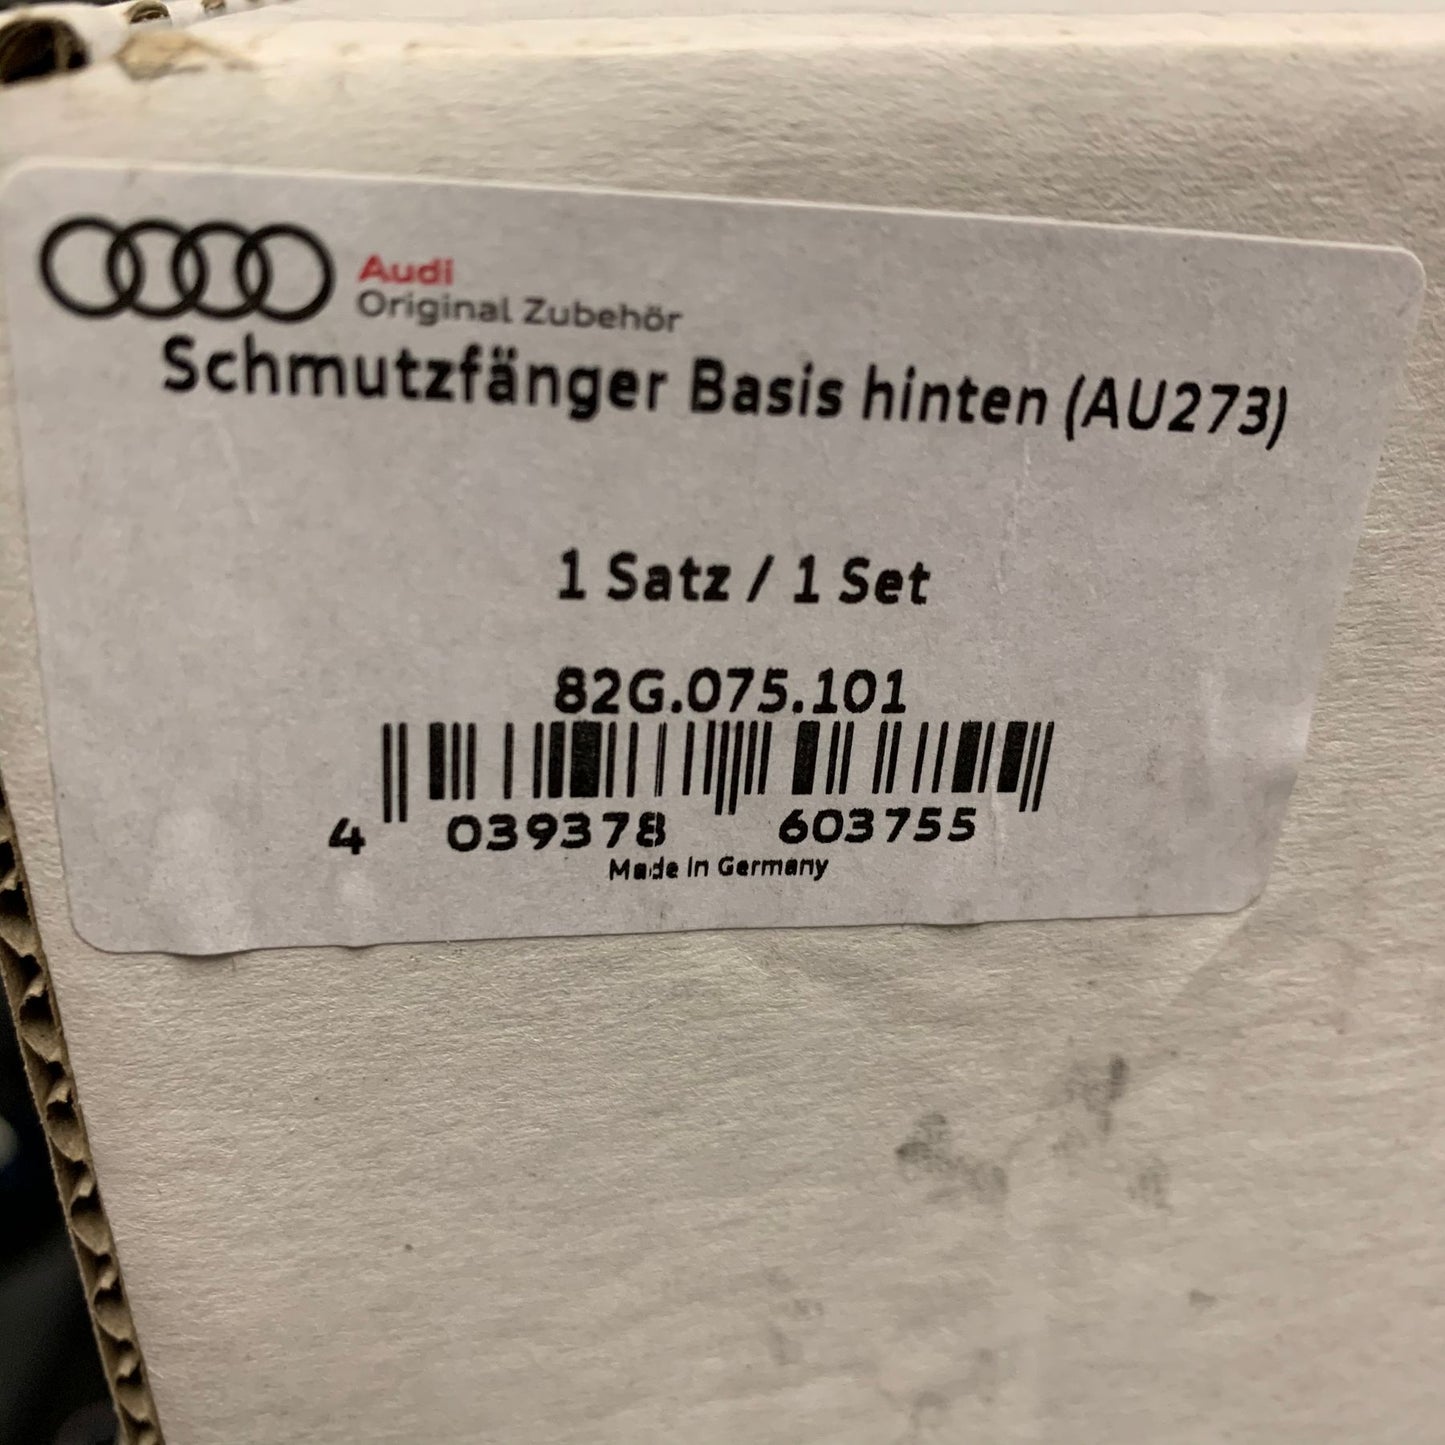 Audi
Original Zubehör
Schmutzfänger Basis hinten (AU273)
1 Satz / 1 Set
82G.075.101
4 039378 603755
Made In Germany